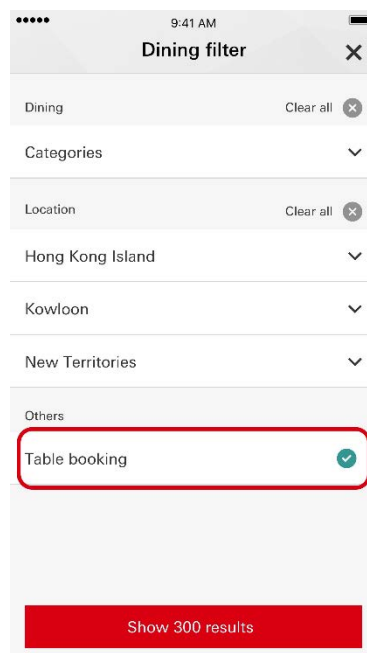 9:41 AM
Dining filter
Dining Clear all
Categories
Location Clear all
Hong Kong Island
Kowloon
New Territories
Others
Table booking
Show 300 results